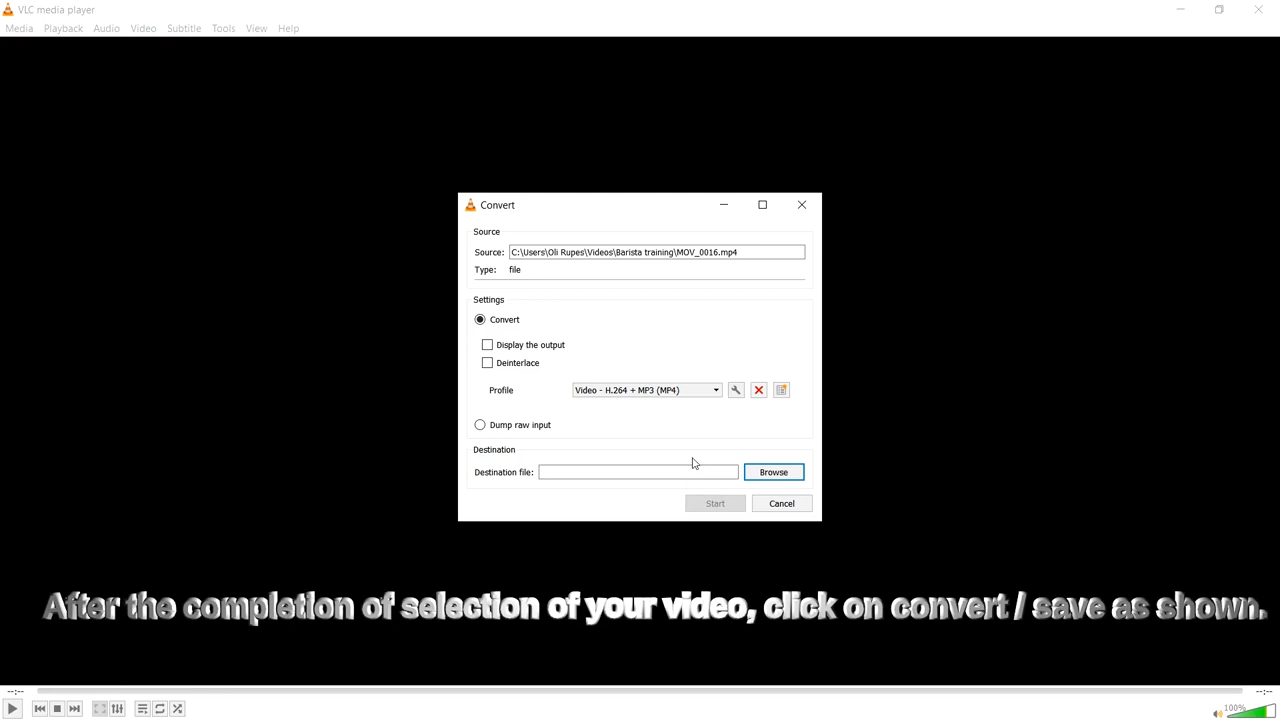 VLC media player
Media Playback Audio Video Subtitle Tools View Help
Convert
Source
Source: C:\Users\Oli Rupes\Videos\Barista training\MOV_0016.mp4
Type: file
Settings
Convert
Display the output
Deinterlace
Profile Video - H.264 + MP3 (MP4)
Dump raw input
Destination
Destination file: Browse
Start Cancel
After the completion of selection of your video, click on convert / save as shown.
--:-- --:--
100%